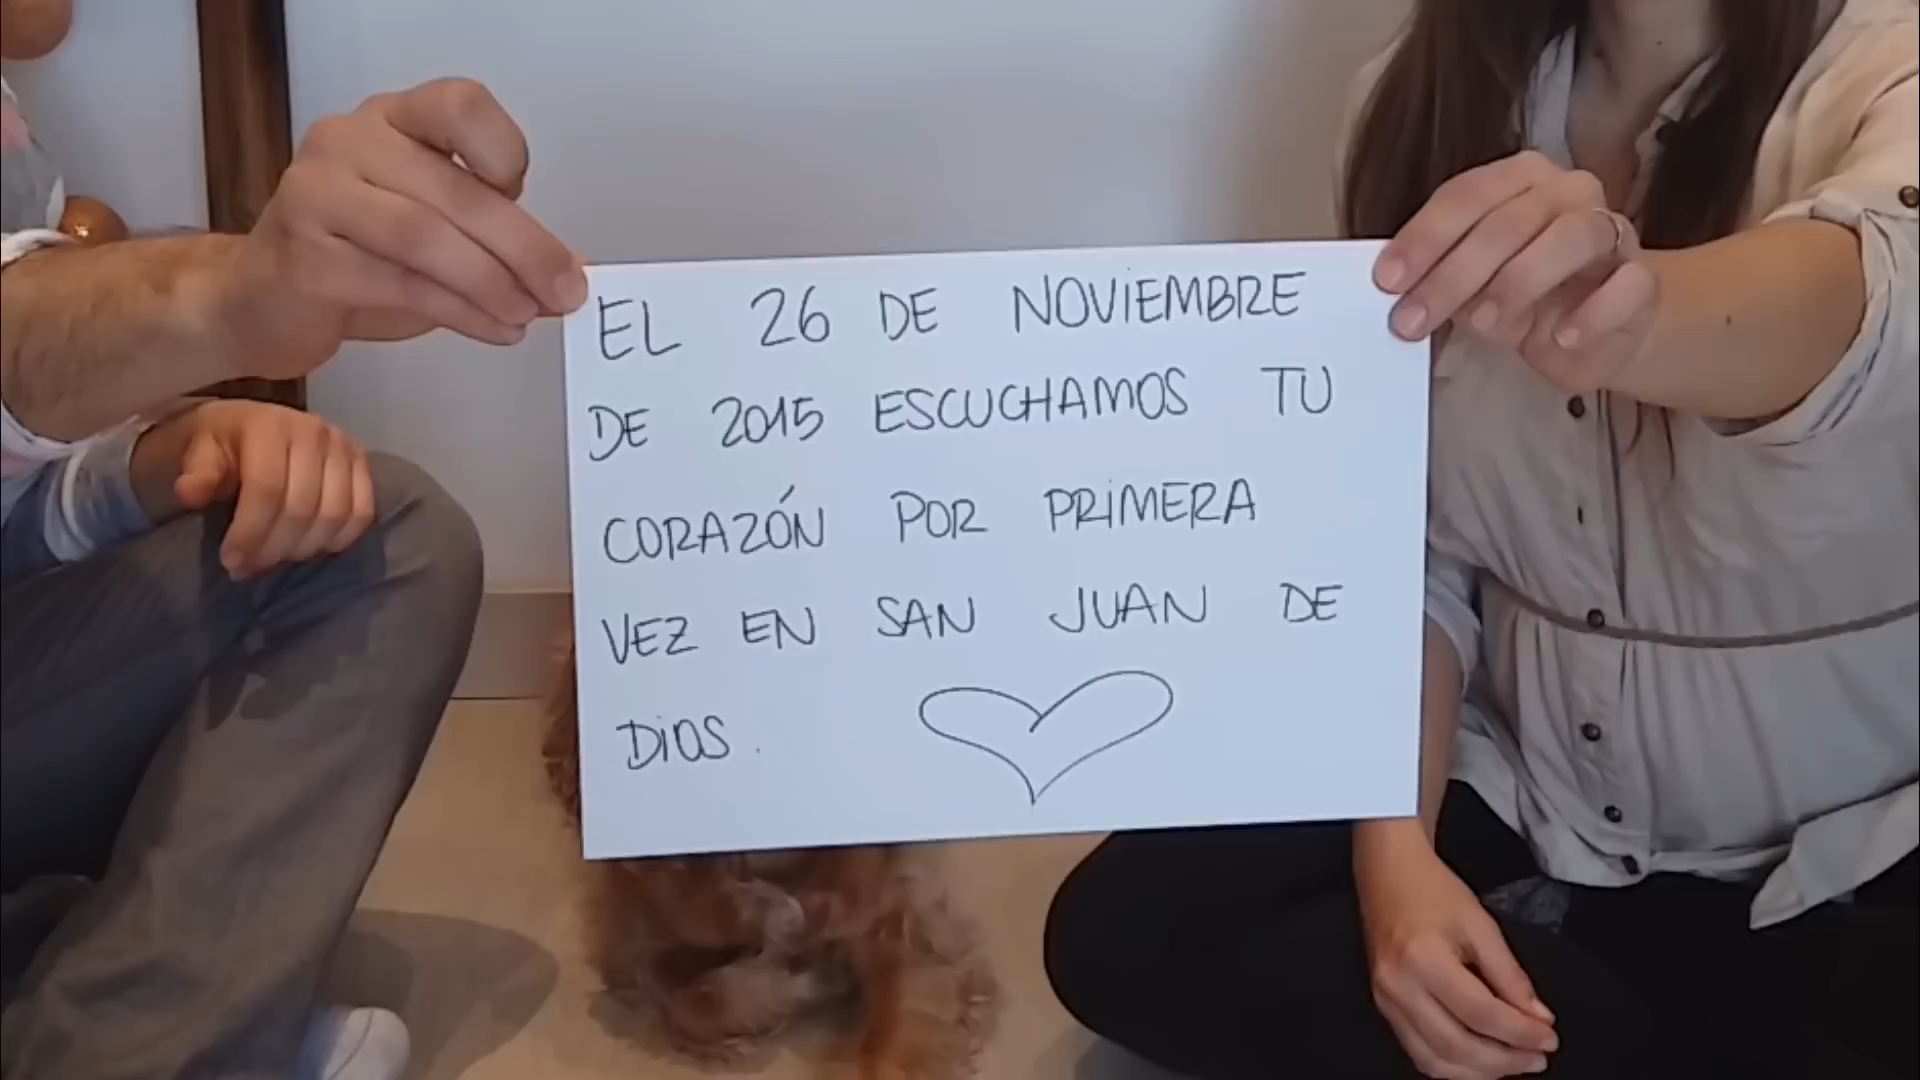 EL 26 DE NOVIEMBRE
DE 2015 ESCUCHAMOS TU
CORAZÓN POR PRIMERA
VEZ EN SAN JUAN DE
DIOS.